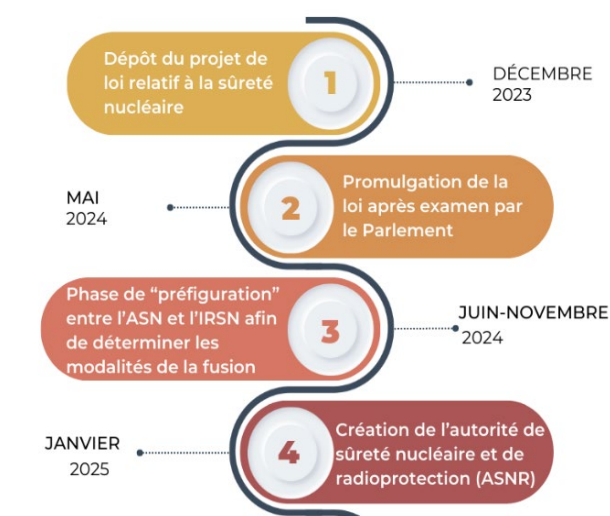 Dépôt du projet de
loi relatif à la sûreté
nucléaire
1
DÉCEMBRE
2023
MAI
2024
2
Promulgation de la
loi après examen par
le Parlement
Phase de “préfiguration”
entre l’ASN et l’IRSN afin
de déterminer les
modalités de la fusion
3
JUIN-NOVEMBRE
2024
JANVIER
2025
4
Création de l’autorité de
sûreté nucléaire et de
radioprotection (ASNR)